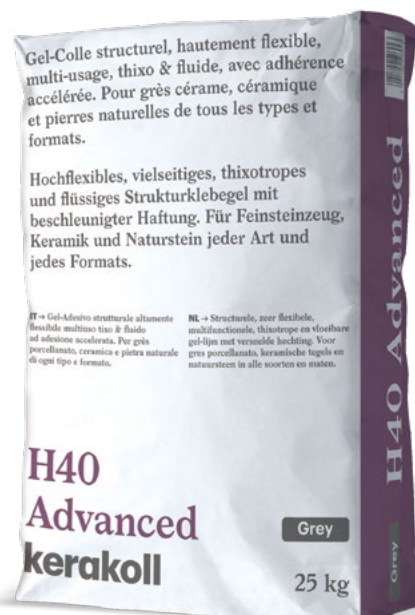 Gel-Colle structurel, hautement flexible,
multi-usage, thixo & fluide, avec adhérence
accélérée. Pour grès cérame, céramique
et pierres naturelles de tous les types et
formats.
Hochflexibles, vielseitiges, thixotropes
und flüssiges Strukturklebegel mit
beschleunigter Haftung. Für Feinsteinzeug,
Keramik und Naturstein jeder Art und
jedes Formats.
IT → Gel-Adesivo strutturale altamente
flessibile multiuso tixo & fluido
ad adesione accelerata. Per grès
porcellanato, ceramica e pietra naturale
di ogni tipo e formato.
NL → Structurele, zeer flexibele,
multifunctionele, thixotrope en vloeibare
gel-lijm met versnelde hechting. Voor
gres porcellanato, keramische tegels en
natuursteen in alle soorten en maten.
H40
Advanced
kerakoll
Grey
25 kg
H40 Advanced
Grey